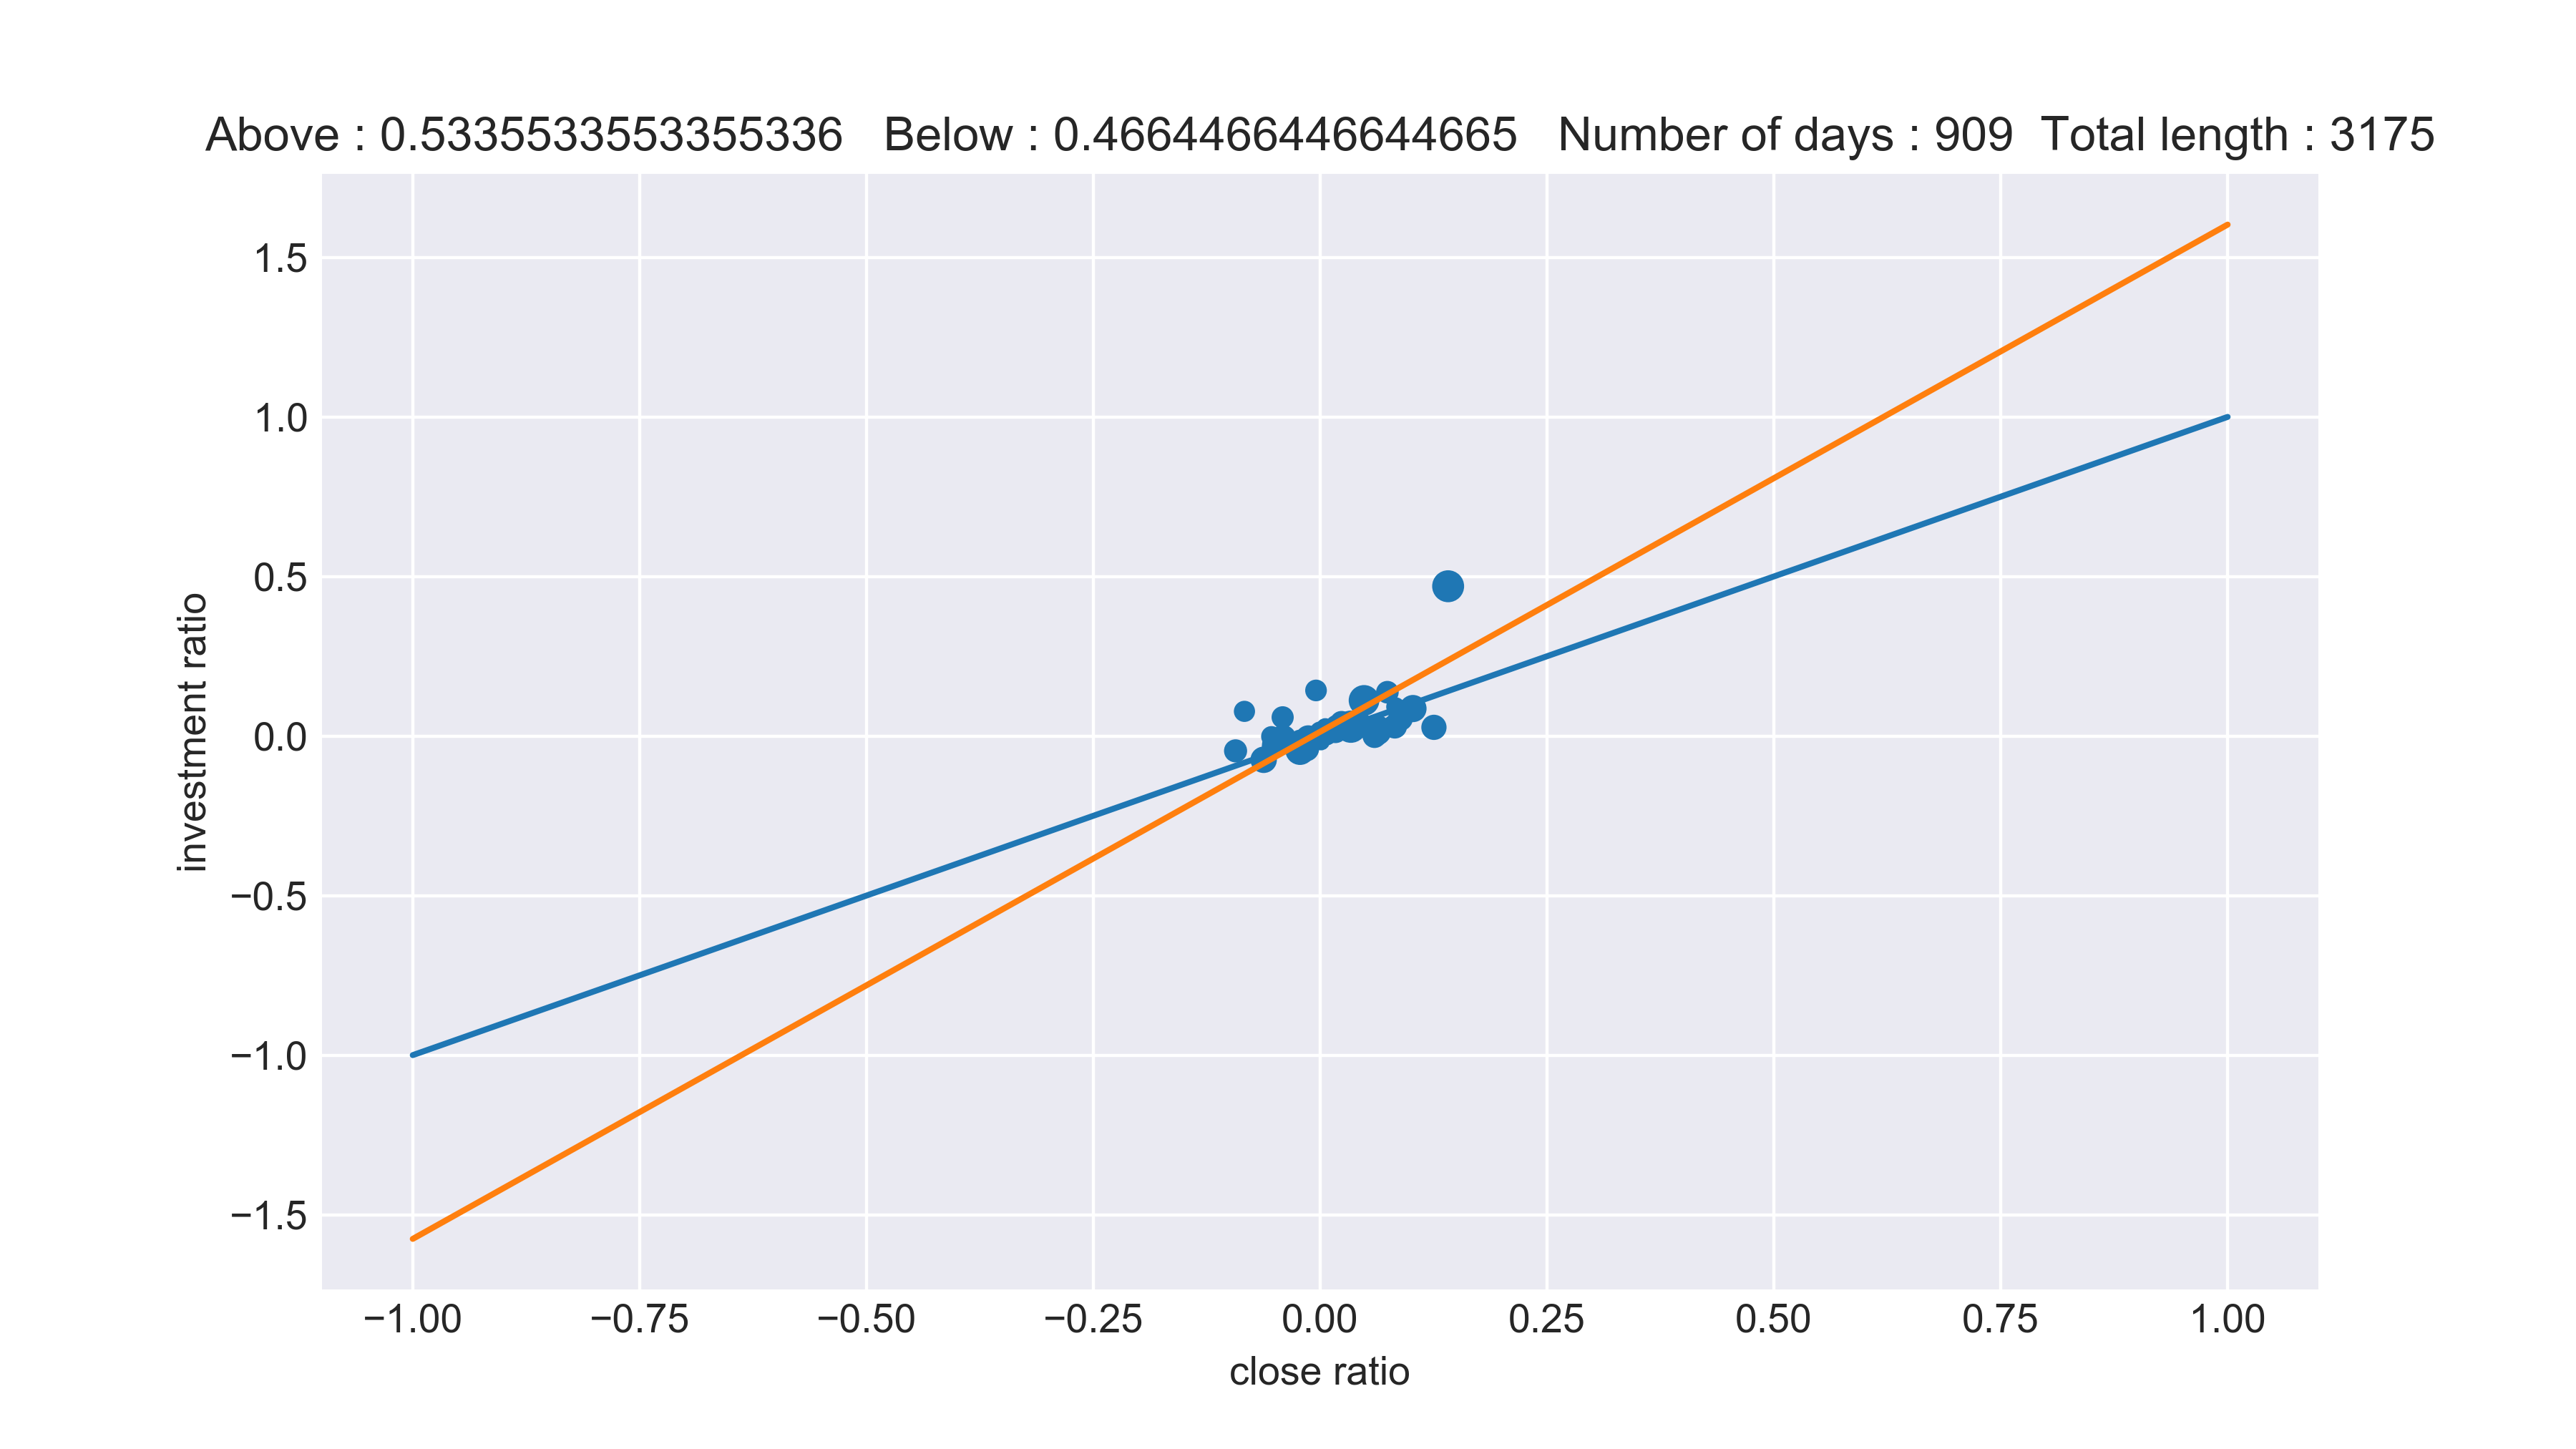 Above : 0.5335533553355336   Below : 0.4664466446644665   Number of days : 909  Total length : 3175
1.5
1.0
0.5
0.0
−0.5
−1.0
−1.5
investment ratio
−1.00 −0.75 −0.50 −0.25 0.00 0.25 0.50 0.75 1.00
close ratio